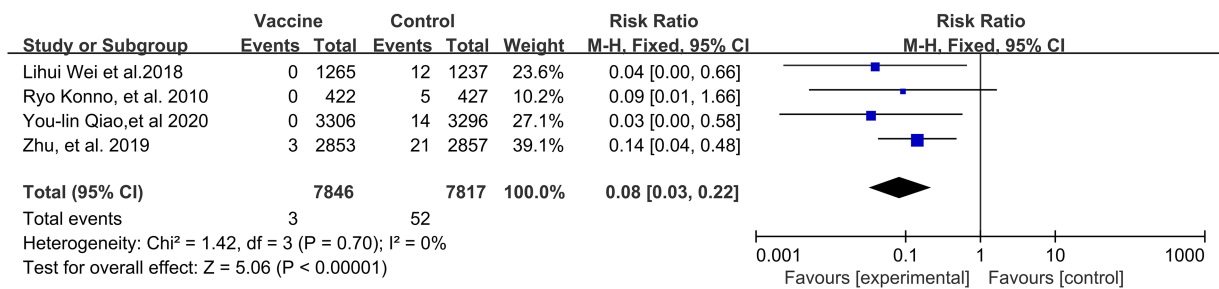 Vaccine Control Risk Ratio Risk Ratio
Study or Subgroup Events Total Events Total Weight M-H, Fixed, 95% CI M-H, Fixed, 95% CI
Lihui Wei et al.2018 0 1265 12 1237 23.6% 0.04 [0.00, 0.66]
Ryo Konno, et al. 2010 0 422 5 427 10.2% 0.09 [0.01, 1.66]
You-lin Qiao,et al 2020 0 3306 14 3296 27.1% 0.03 [0.00, 0.58]
Zhu, et al. 2019 3 2853 21 2857 39.1% 0.14 [0.04, 0.48]
Total (95% CI) 7846 7817 100.0% 0.08 [0.03, 0.22]
Total events 3 52
Heterogeneity: Chi² = 1.42, df = 3 (P = 0.70); I² = 0%
Test for overall effect: Z = 5.06 (P < 0.00001)
0.001 0.1 1 10 1000
Favours [experimental] Favours [control]